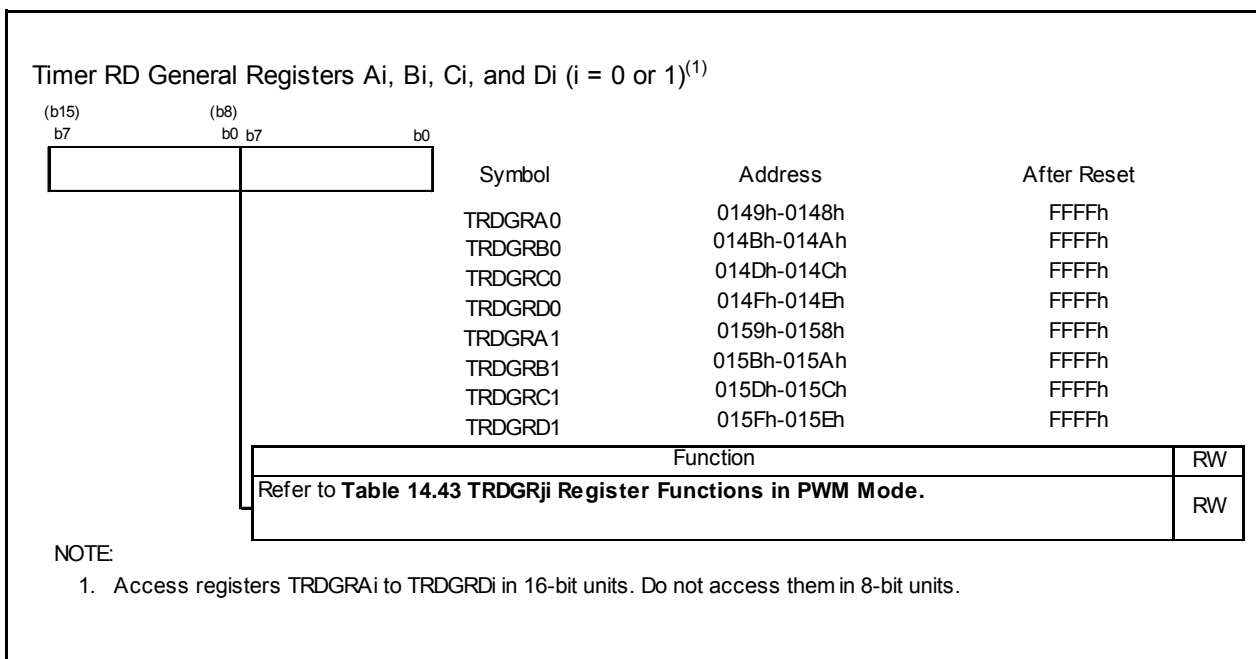 Timer RD General Registers Ai, Bi, Ci, and Di (i = 0 or 1)(1)
(b15) (b8)
b7 b0 b7 b0
Symbol Address After Reset
TRDGRA0 0149h-0148h FFFFh
TRDGRB0 014Bh-014Ah FFFFh
TRDGRC0 014Dh-014Ch FFFFh
TRDGRD0 014Fh-014Eh FFFFh
TRDGRA1 0159h-0158h FFFFh
TRDGRB1 015Bh-015Ah FFFFh
TRDGRC1 015Dh-015Ch FFFFh
TRDGRD1 015Fh-015Eh FFFFh
Function RW
Refer to Table 14.43 TRDGRji Register Functions in PWM Mode. RW
NOTE:
1. Access registers TRDGRAi to TRDGRDi in 16-bit units. Do not access them in 8-bit units.